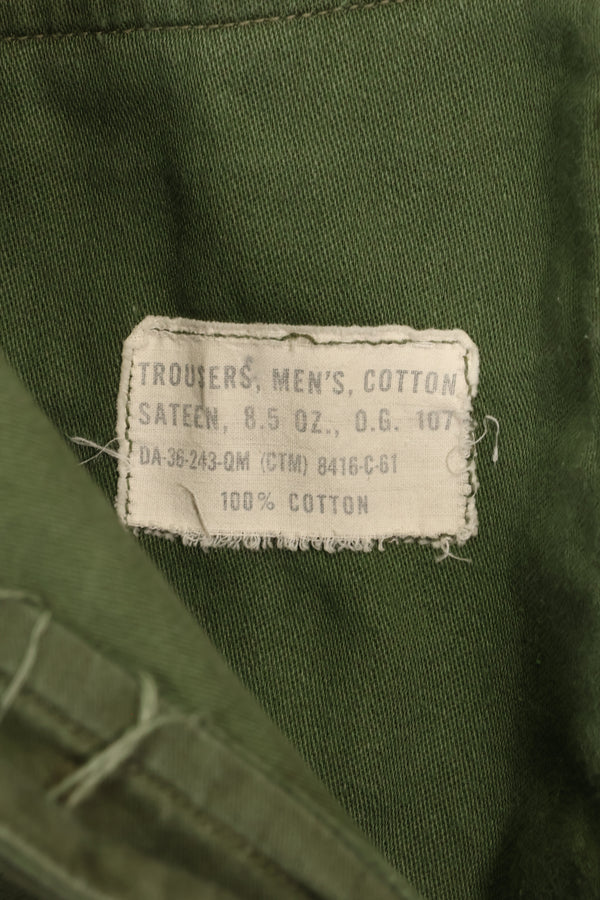 TROUSERS, MEN'S, COTTON
SATEEN, 8.5 OZ., O.G. 107
DA-36-243-QM (CTM) 8416-C-61
100% COTTON